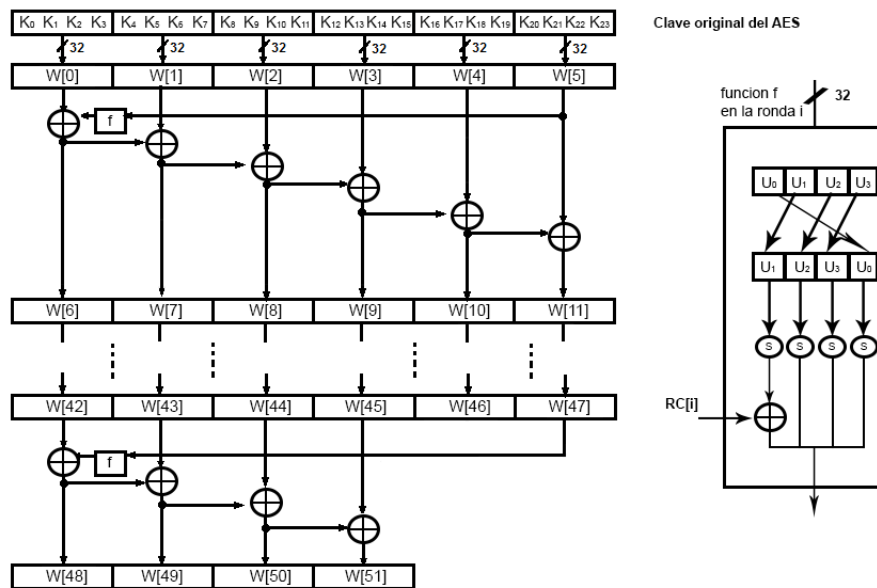 K₀ K₁ K₂ K₃ K₄ K₅ K₆ K₇ K₈ K₉ K₁₀ K₁₁ K₁₂ K₁₃ K₁₄ K₁₅ K₁₆ K₁₇ K₁₈ K₁₉ K₂₀ K₂₁ K₂₂ K₂₃
32 32 32 32 32 32
W[0] W[1] W[2] W[3] W[4] W[5]
f
W[6] W[7] W[8] W[9] W[10] W[11]
W[42] W[43] W[44] W[45] W[46] W[47]
f
W[48] W[49] W[50] W[51]
Clave original del AES
funcion f
en la ronda i
32
U₀ U₁ U₂ U₃
U₁ U₂ U₃ U₀
S S S S
RC[i]